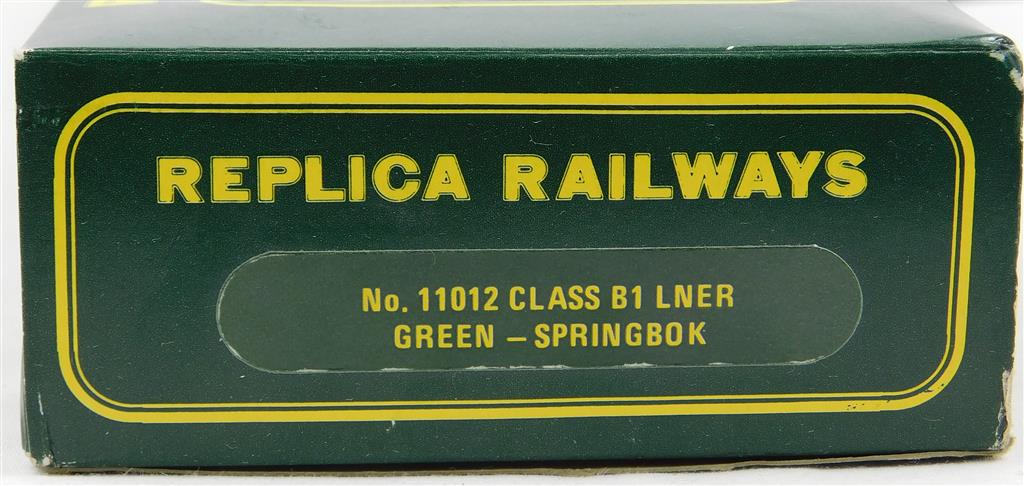 REPLICA RAILWAYS
No. 11012 CLASS B1 LNER
GREEN – SPRINGBOK